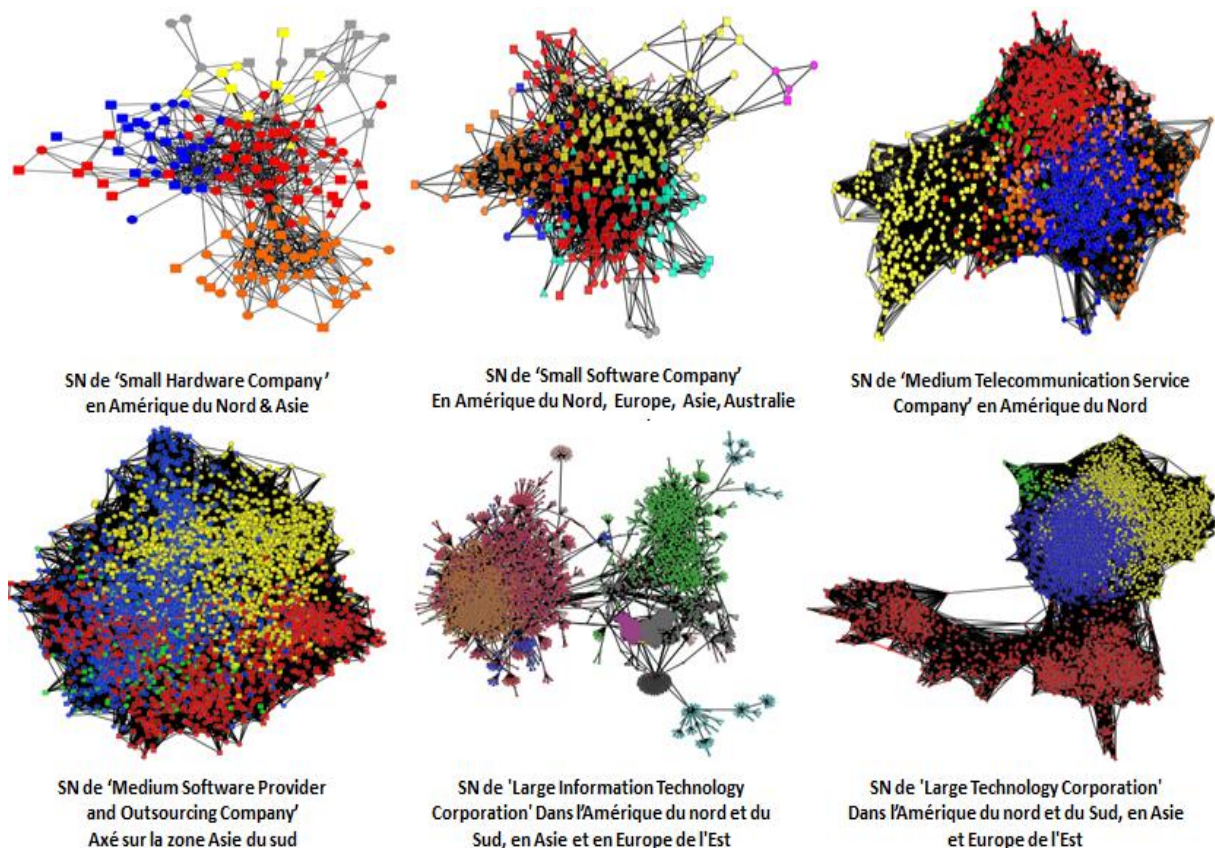 SN de ‘Small Hardware Company’
en Amérique du Nord & Asie
SN de ‘Small Software Company’
En Amérique du Nord, Europe, Asie, Australie
SN de ‘Medium Telecommunication Service
Company’ en Amérique du Nord
SN de ‘Medium Software Provider
and Outsourcing Company’
Axé sur la zone Asie du sud
SN de 'Large Information Technology
Corporation' Dans l’Amérique du nord et du
Sud, en Asie et en Europe de l'Est
SN de 'Large Technology Corporation'
Dans l’Amérique du nord et du Sud, en Asie
et Europe de l'Est